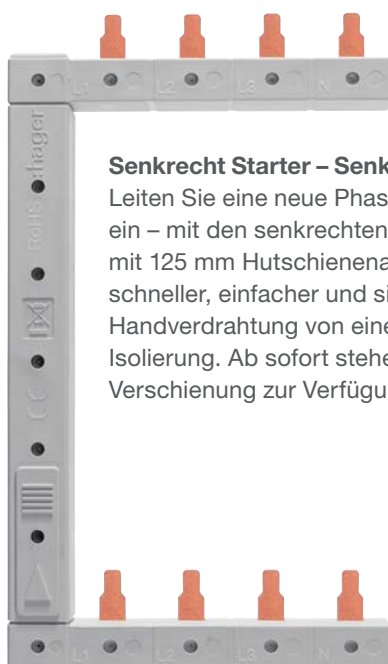 L1 L2 L3 N
:hager
RoHS
CE
Senkrecht Starter – Senk
Leiten Sie eine neue Phas
ein – mit den senkrechten
mit 125 mm Hutschienena
schneller, einfacher und si
Handverdrahtung von eine
Isolierung. Ab sofort stehe
Verschienung zur Verfügu
L1 L2 L3 N